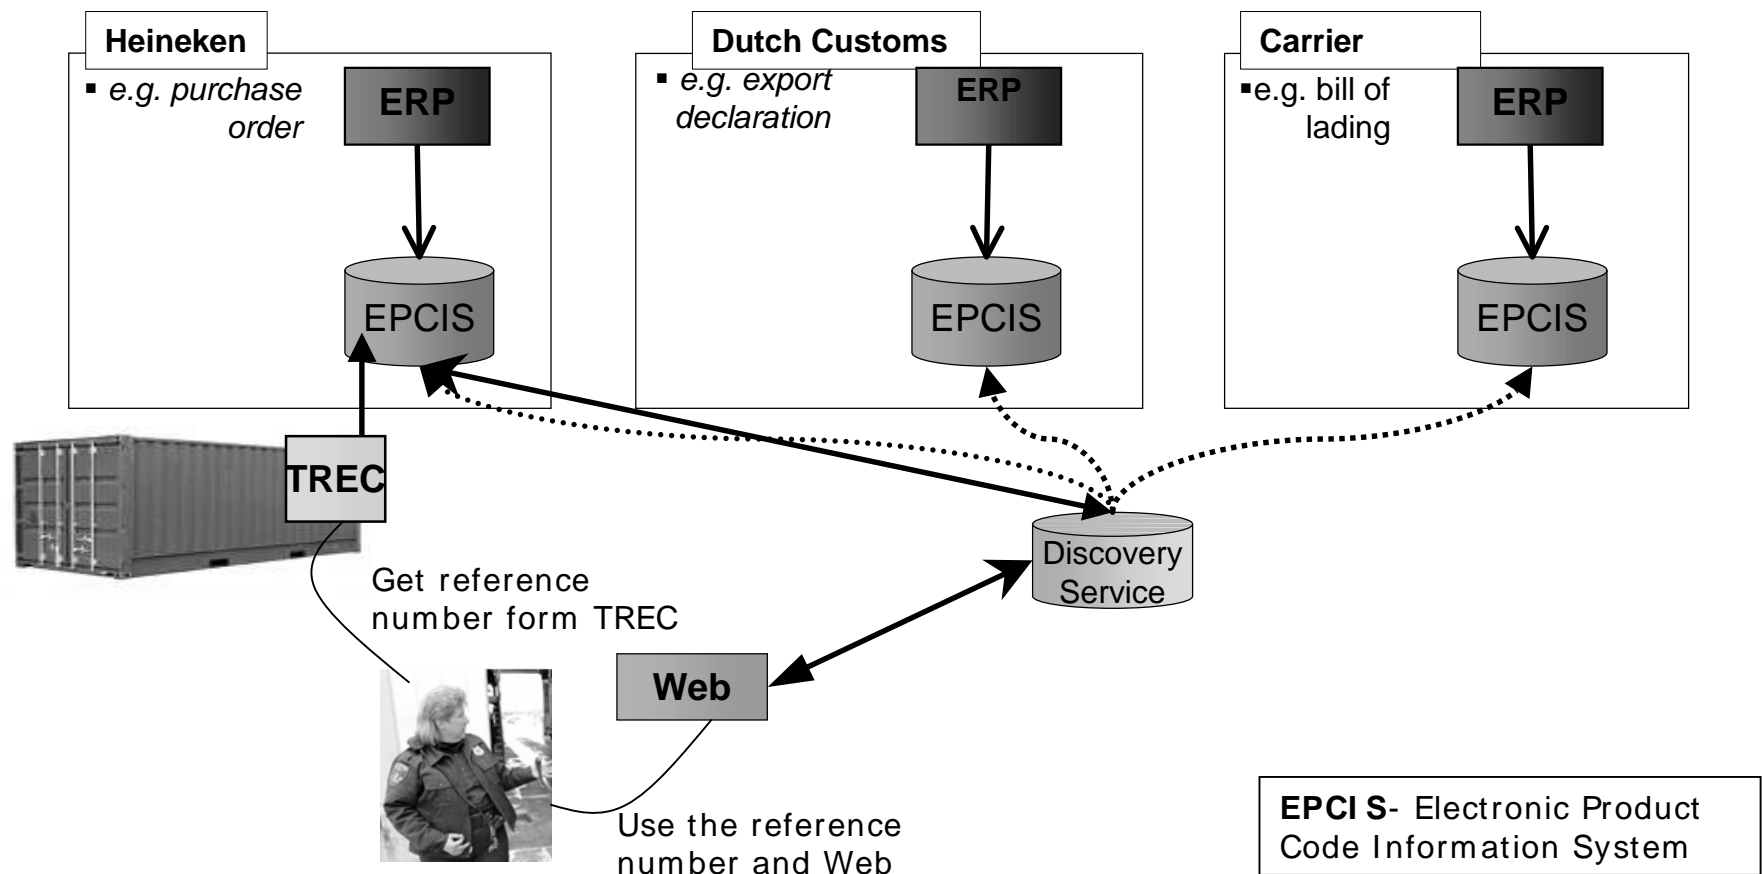 Heineken
▪ e.g. purchase
order
ERP
EPCIS
Dutch Customs
▪ e.g. export
declaration
ERP
EPCIS
Carrier
▪e.g. bill of
lading
ERP
EPCIS
TREC
Get reference
number form TREC
Discovery
Service
Web
Use the reference
number and Web
EPCIS- Electronic Product
Code Information System